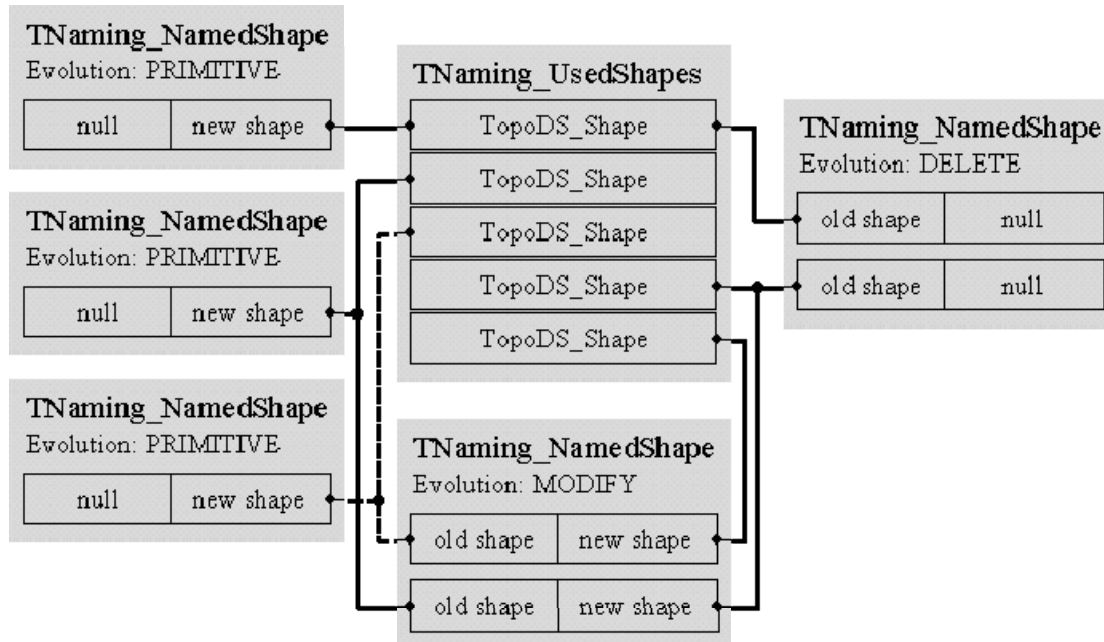 TNaming_NamedShape
Evolution: PRIMITIVE
null new shape
TNaming_NamedShape
Evolution: PRIMITIVE
null new shape
TNaming_NamedShape
Evolution: PRIMITIVE
null new shape
TNaming_UsedShapes
TopoDS_Shape
TopoDS_Shape
TopoDS_Shape
TopoDS_Shape
TopoDS_Shape
TNaming_NamedShape
Evolution: MODIFY
old shape new shape
old shape new shape
TNaming_NamedShape
Evolution: DELETE
old shape null
old shape null